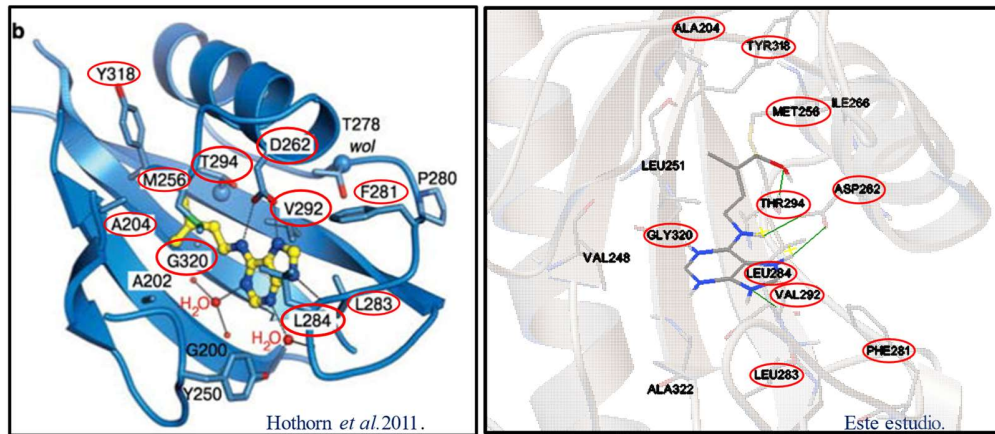 b
Y318
D262
T278
wol
T294
M256
F281
P280
V292
A204
G320
A202
H₂O
L283
L284
H₂O
G200
Y250
Hothorn et al.2011.
ALA204
TYR318
MET256
ILE266
LEU251
THR294
ASP262
GLY320
VAL248
LEU284
VAL292
PHE281
LEU283
ALA322
Este estudio.